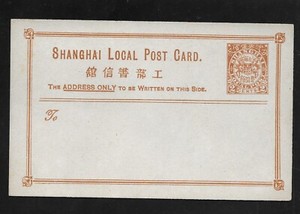 SHANGHAI LOCAL POST CARD.
工部書信館
THE ADDRESS ONLY TO BE WRITTEN ON THIS SIDE.
To